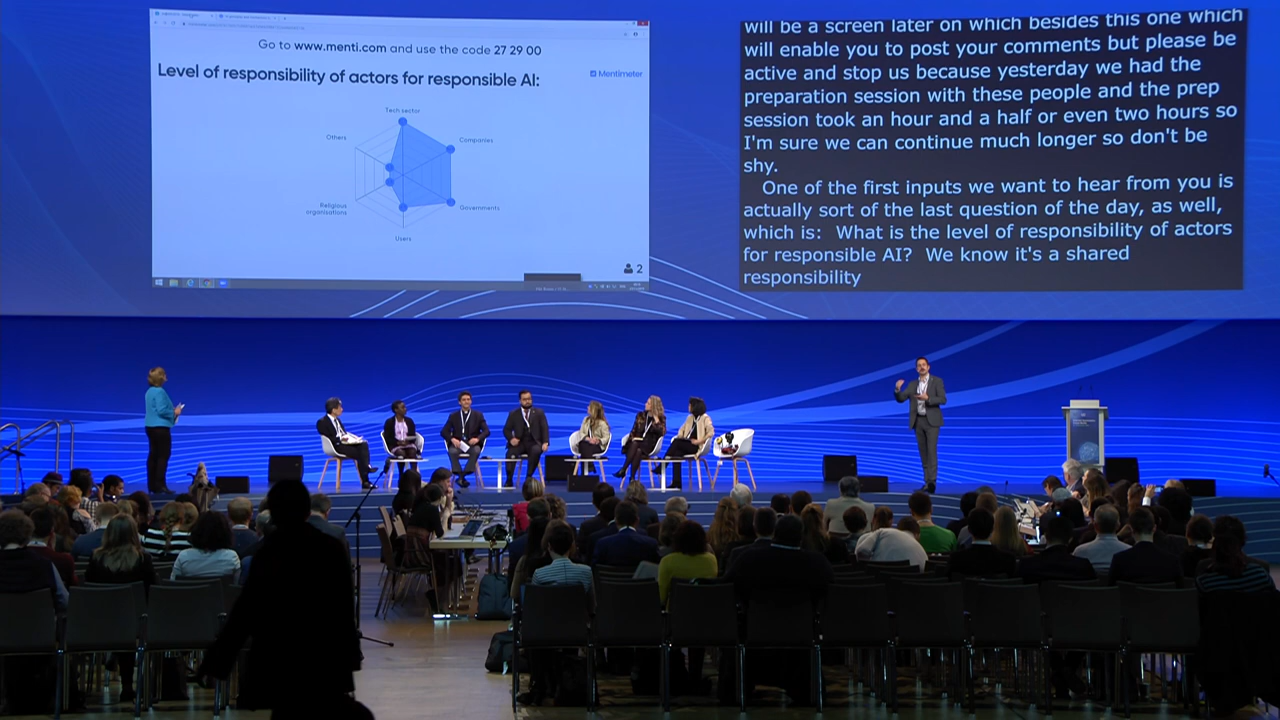 Go to www.menti.com and use the code 27 29 00
Level of responsibility of actors for responsible AI:
Mentimeter
Tech sector
Others
Companies
Religious
organisations
Governments
Users
2
will be a screen later on which besides this one which
will enable you to post your comments but please be
active and stop us because yesterday we had the
preparation session with these people and the prep
session took an hour and a half or even two hours so
I'm sure we can continue much longer so don't be
shy.
One of the first inputs we want to hear from you is
actually sort of the last question of the day, as well,
which is:  What is the level of responsibility of actors
for responsible AI?  We know it's a shared
responsibility